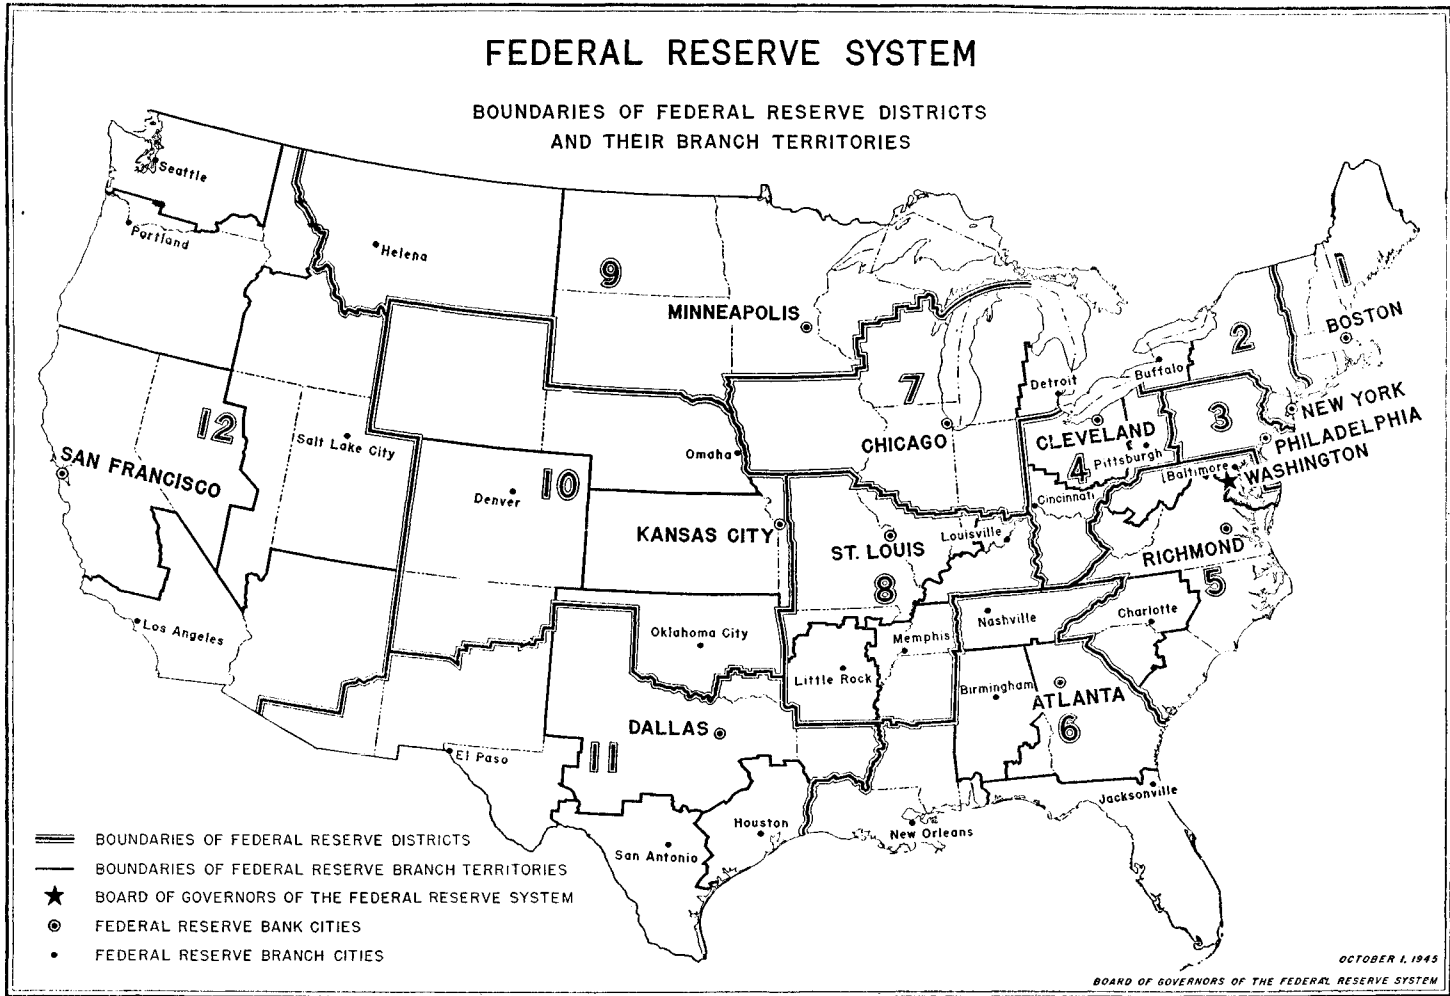 FEDERAL RESERVE SYSTEM
BOUNDARIES OF FEDERAL RESERVE DISTRICTS
AND THEIR BRANCH TERRITORIES
Seattle
Portland
Helena
9
MINNEAPOLIS
1
BOSTON
2
Buffalo
7
Detroit
CHICAGO
CLEVELAND
4
Pittsburgh
3
NEW YORK
PHILADELPHIA
WASHINGTON
Baltimore
12
Salt Lake City
SAN FRANCISCO
Omaha
Denver
10
Cincinnati
KANSAS CITY
ST. LOUIS
Louisville
8
RICHMOND
5
Los Angeles
Oklahoma City
Memphis
Nashville
Charlotte
Little Rock
Birmingham
ATLANTA
6
DALLAS
11
El Paso
Jacksonville
Houston
New Orleans
San Antonio
BOUNDARIES OF FEDERAL RESERVE DISTRICTS
BOUNDARIES OF FEDERAL RESERVE BRANCH TERRITORIES
BOARD OF GOVERNORS OF THE FEDERAL RESERVE SYSTEM
FEDERAL RESERVE BANK CITIES
FEDERAL RESERVE BRANCH CITIES
OCTOBER 1, 1945
BOARD OF GOVERNORS OF THE FEDERAL RESERVE SYSTEM